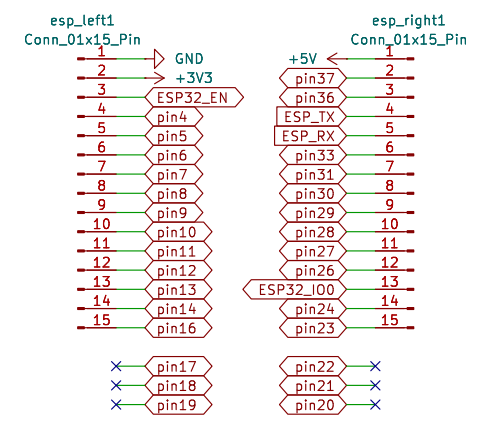 esp_left1
Conn_01x15_Pin
1 GND
2 +3V3
3 ESP32_EN
4 pin4
5 pin5
6 pin6
7 pin7
8 pin8
9 pin9
10 pin10
11 pin11
12 pin12
13 pin13
14 pin14
15 pin16
pin17
pin18
pin19
esp_right1
Conn_01x15_Pin
+5V 1
pin37 2
pin36 3
ESP_TX 4
ESP_RX 5
pin33 6
pin31 7
pin30 8
pin29 9
pin28 10
pin27 11
pin26 12
ESP32_IO0 13
pin24 14
pin23 15
pin22
pin21
pin20